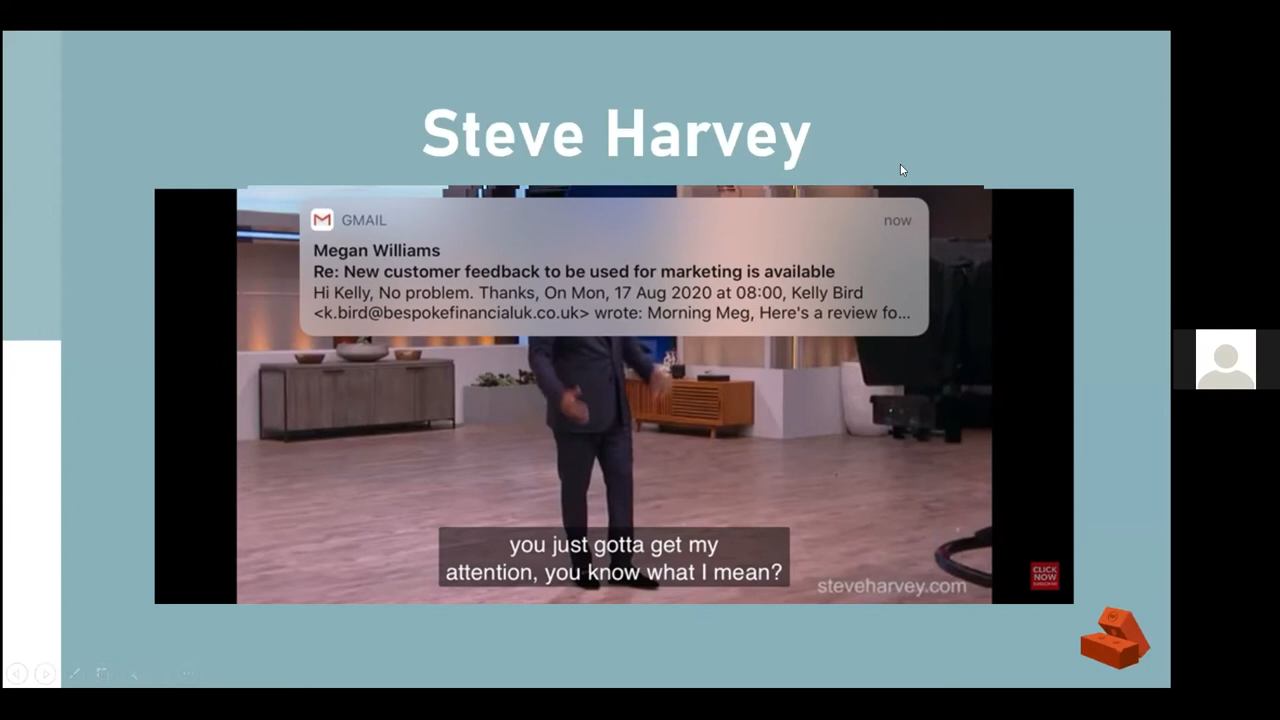 Steve Harvey
GMAIL
now
Megan Williams
Re: New customer feedback to be used for marketing is available
Hi Kelly, No problem. Thanks, On Mon, 17 Aug 2020 at 08:00, Kelly Bird
<k.bird@bespokefinancialuk.co.uk> wrote: Morning Meg, Here's a review fo...
you just gotta get my
attention, you know what I mean?
steveharvey.com
CLICK
NOW
SUBSCRIBE